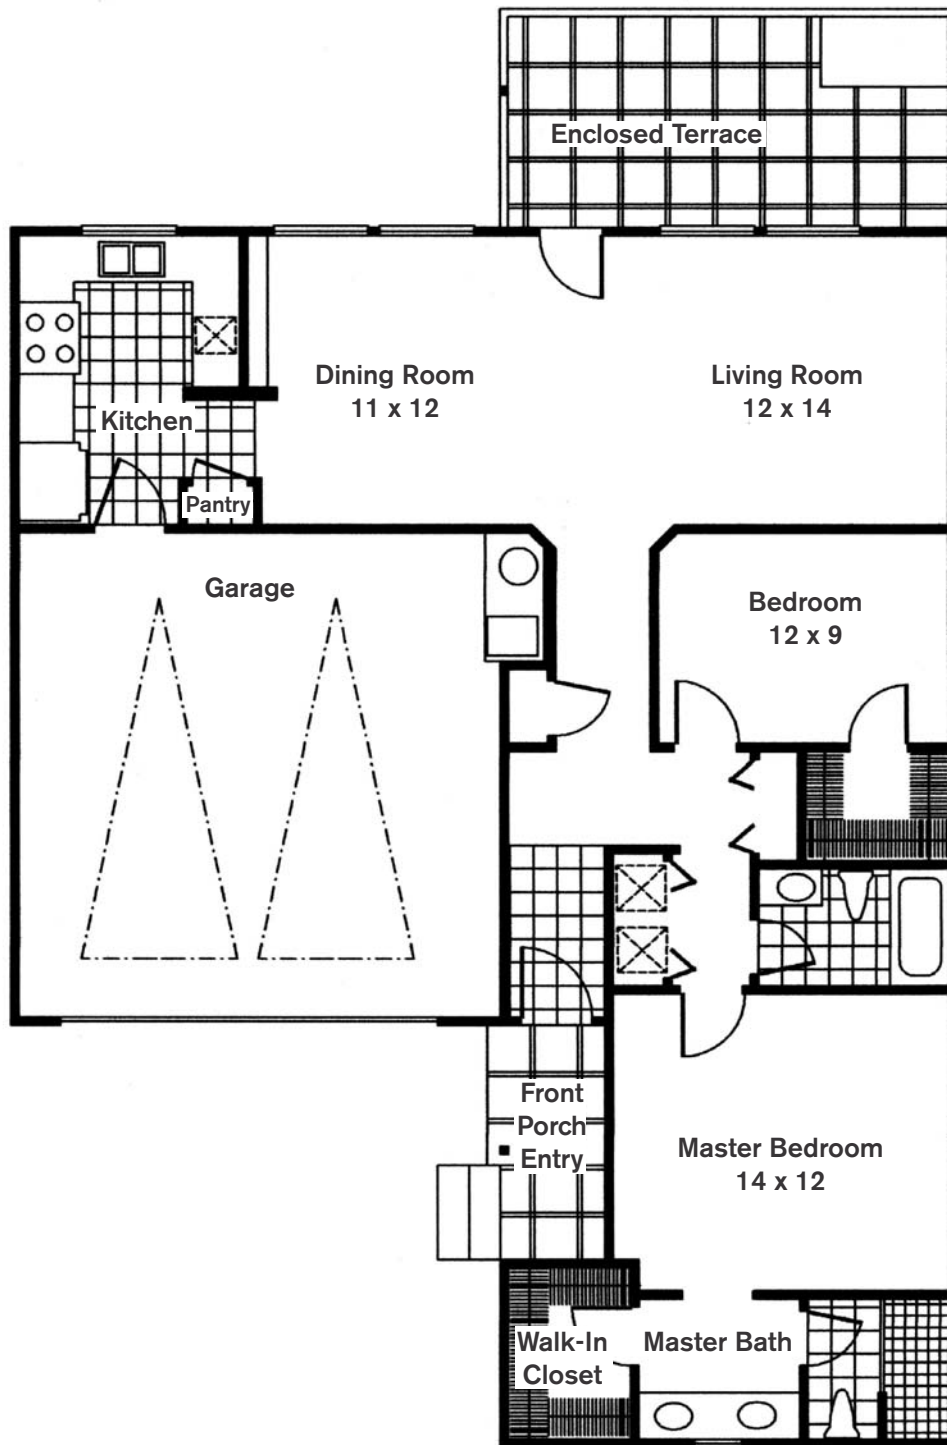 Enclosed Terrace
Dining Room
11 x 12
Living Room
12 x 14
Kitchen
Pantry
Garage
Bedroom
12 x 9
Front
Porch
Entry
Master Bedroom
14 x 12
Walk-In
Closet
Master Bath